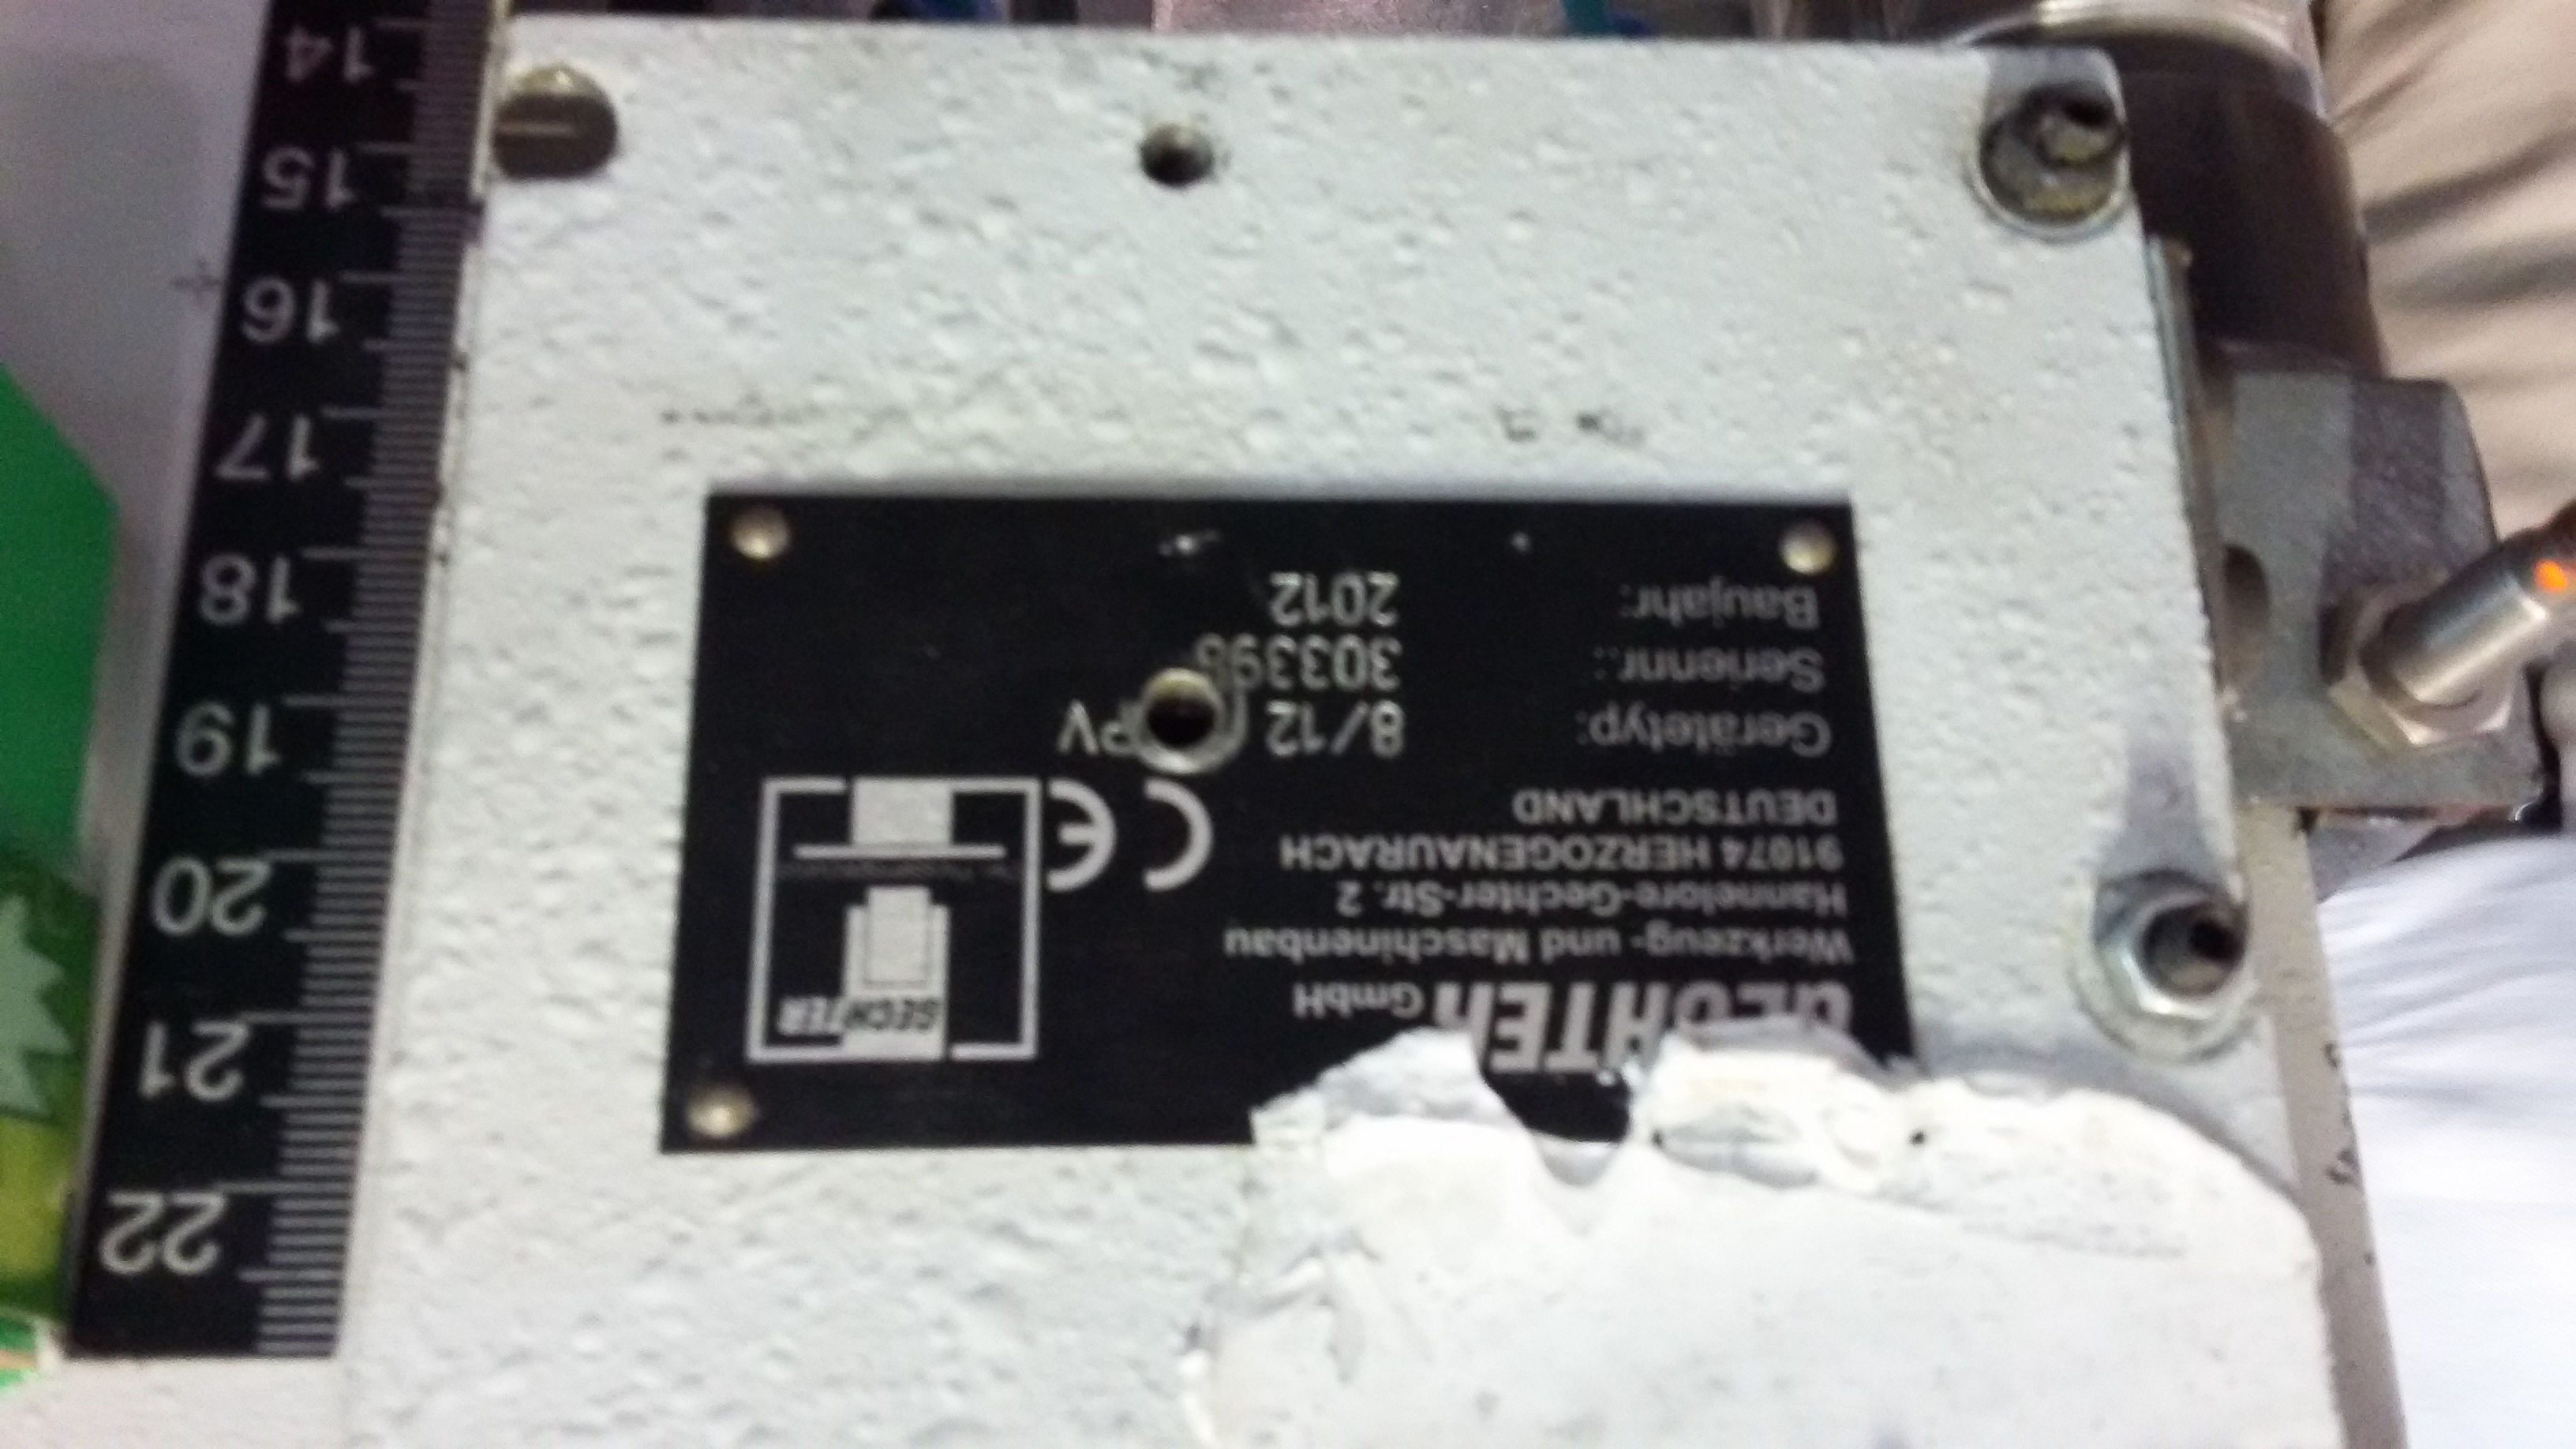 GECHTER GmbH
Werkzeug- und Maschinenbau
Hannelore-Gechter-Str. 2
91074 HERZOGENAURACH
DEUTSCHLAND
GECHTER
CE
Gerätetyp: 8/12
Seriennr.:
Baujahr: 2012
22
21
20
19
18
17
16
15
14